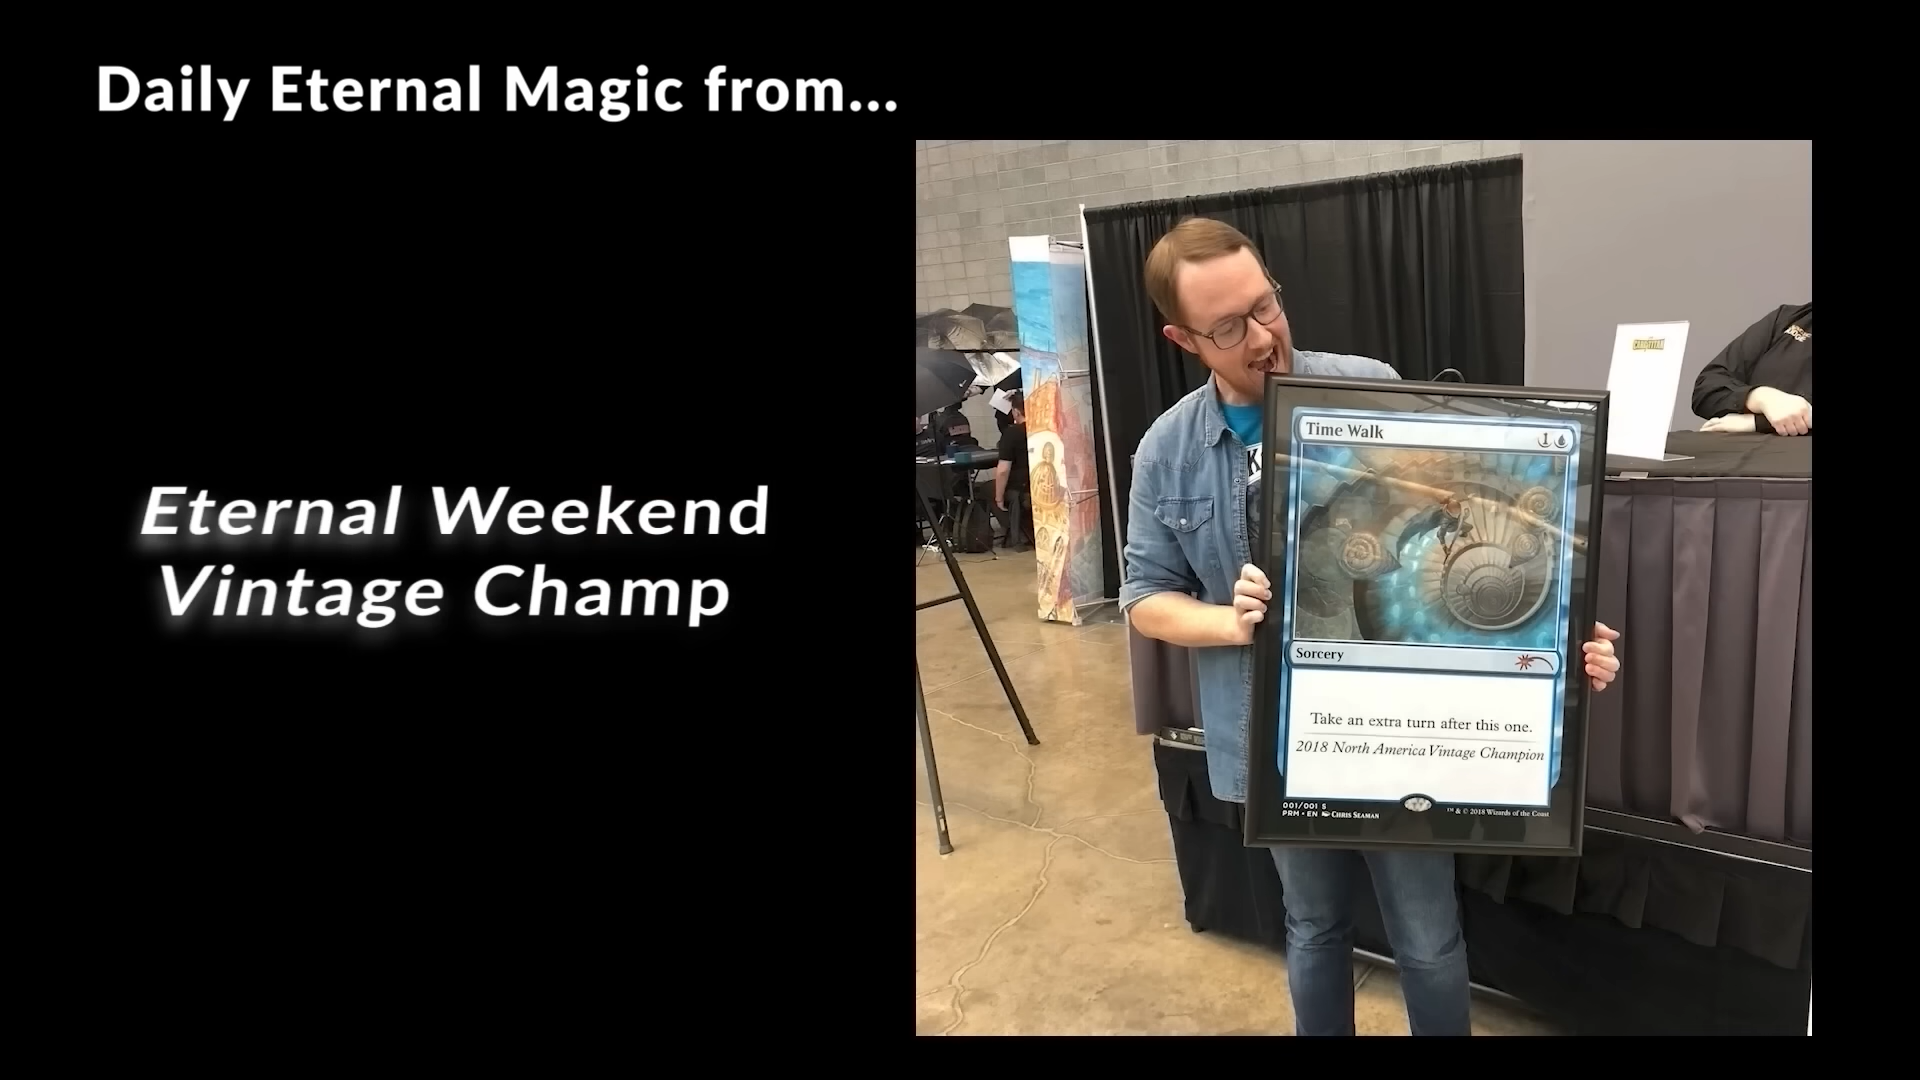 Daily Eternal Magic from...
Eternal Weekend
Vintage Champ
Time Walk 1
Sorcery
Take an extra turn after this one.
2018 North America Vintage Champion
001/001 S
PRM • EN CHRIS SEAMAN
™ & © 2018 Wizards of the Coast